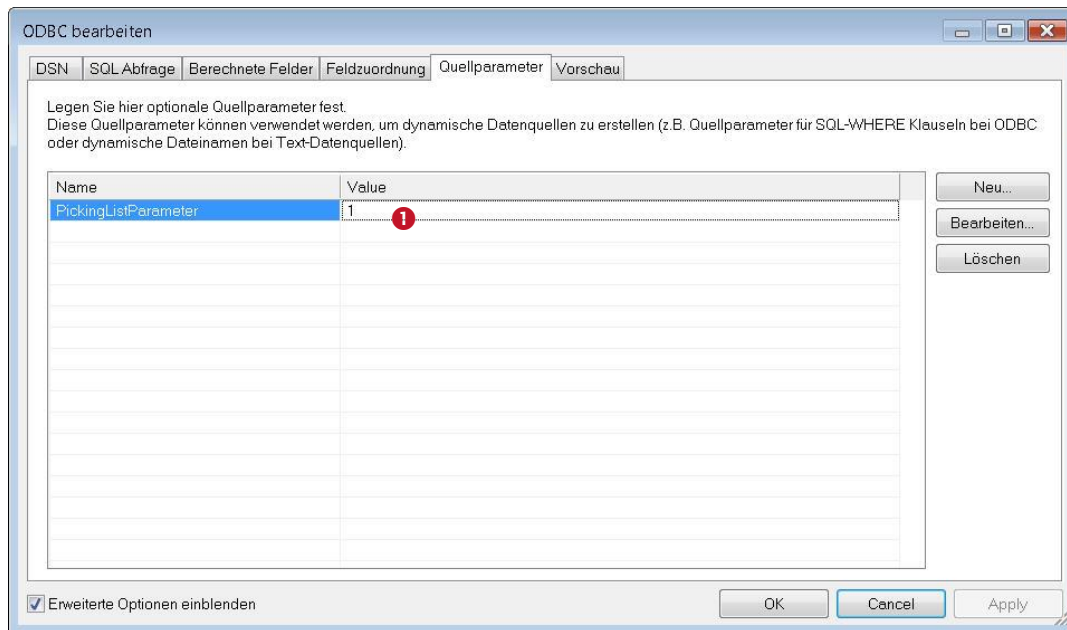 ODBC bearbeiten
DSN SQL Abfrage Berechnete Felder Feldzuordnung Quellparameter Vorschau
Legen Sie hier optionale Quellparameter fest.
Diese Quellparameter können verwendet werden, um dynamische Datenquellen zu erstellen (z.B. Quellparameter für SQL-WHERE Klauseln bei ODBC
oder dynamische Dateinamen bei Text-Datenquellen).
Name Value Neu...
PickingListParameter 1 1
Bearbeiten...
Löschen
Erweiterte Optionen einblenden OK Cancel Apply